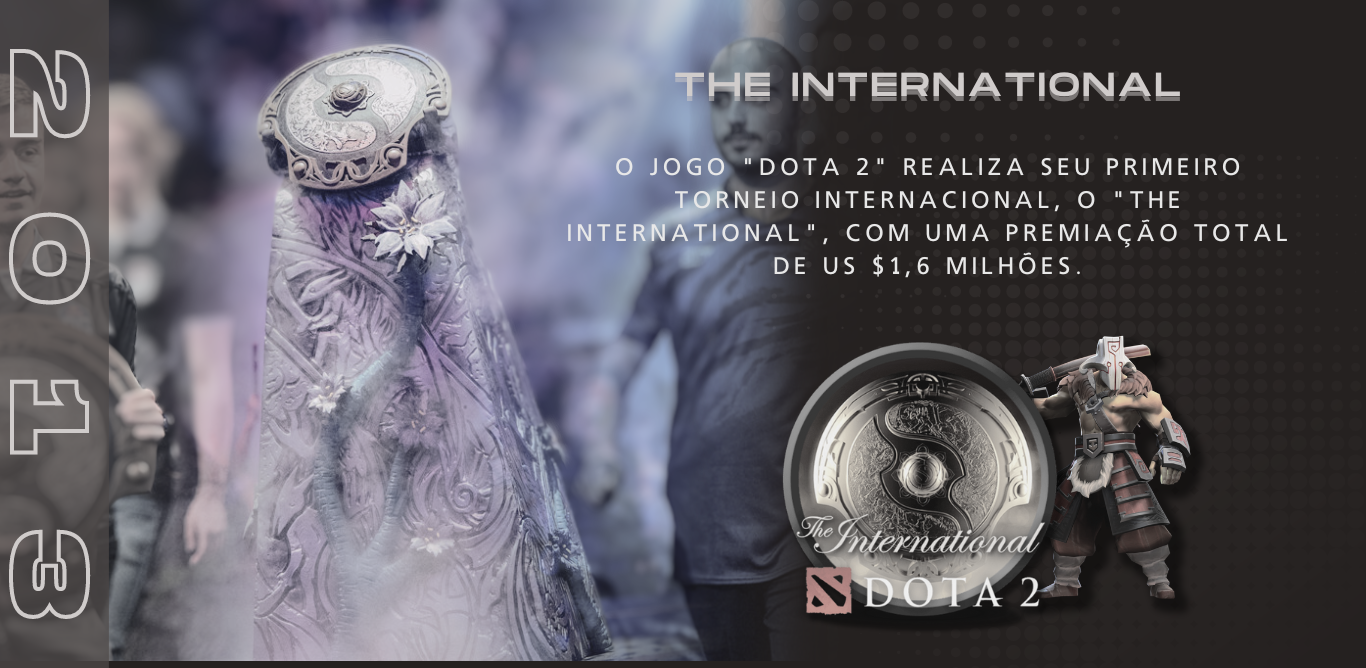 2013
THE INTERNATIONAL
O JOGO "DOTA 2" REALIZA SEU PRIMEIRO
TORNEIO INTERNACIONAL, O "THE
INTERNATIONAL", COM UMA PREMIAÇÃO TOTAL
DE US $1,6 MILHÕES.
The International
DOTA 2